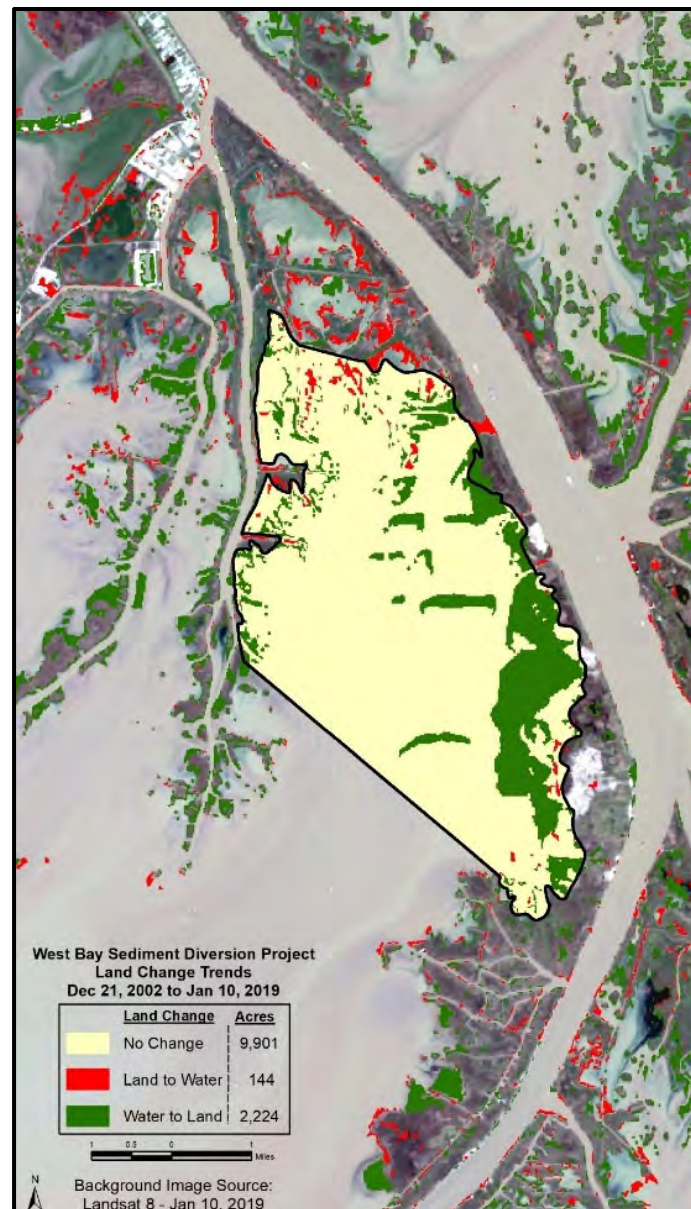 West Bay Sediment Diversion Project
Land Change Trends
Dec 21, 2002 to Jan 10, 2019
Land Change Acres
No Change 9,901
Land to Water 144
Water to Land 2,224
1 0.5 0 1
Miles
N
Background Image Source:
Landsat 8 - Jan 10, 2019